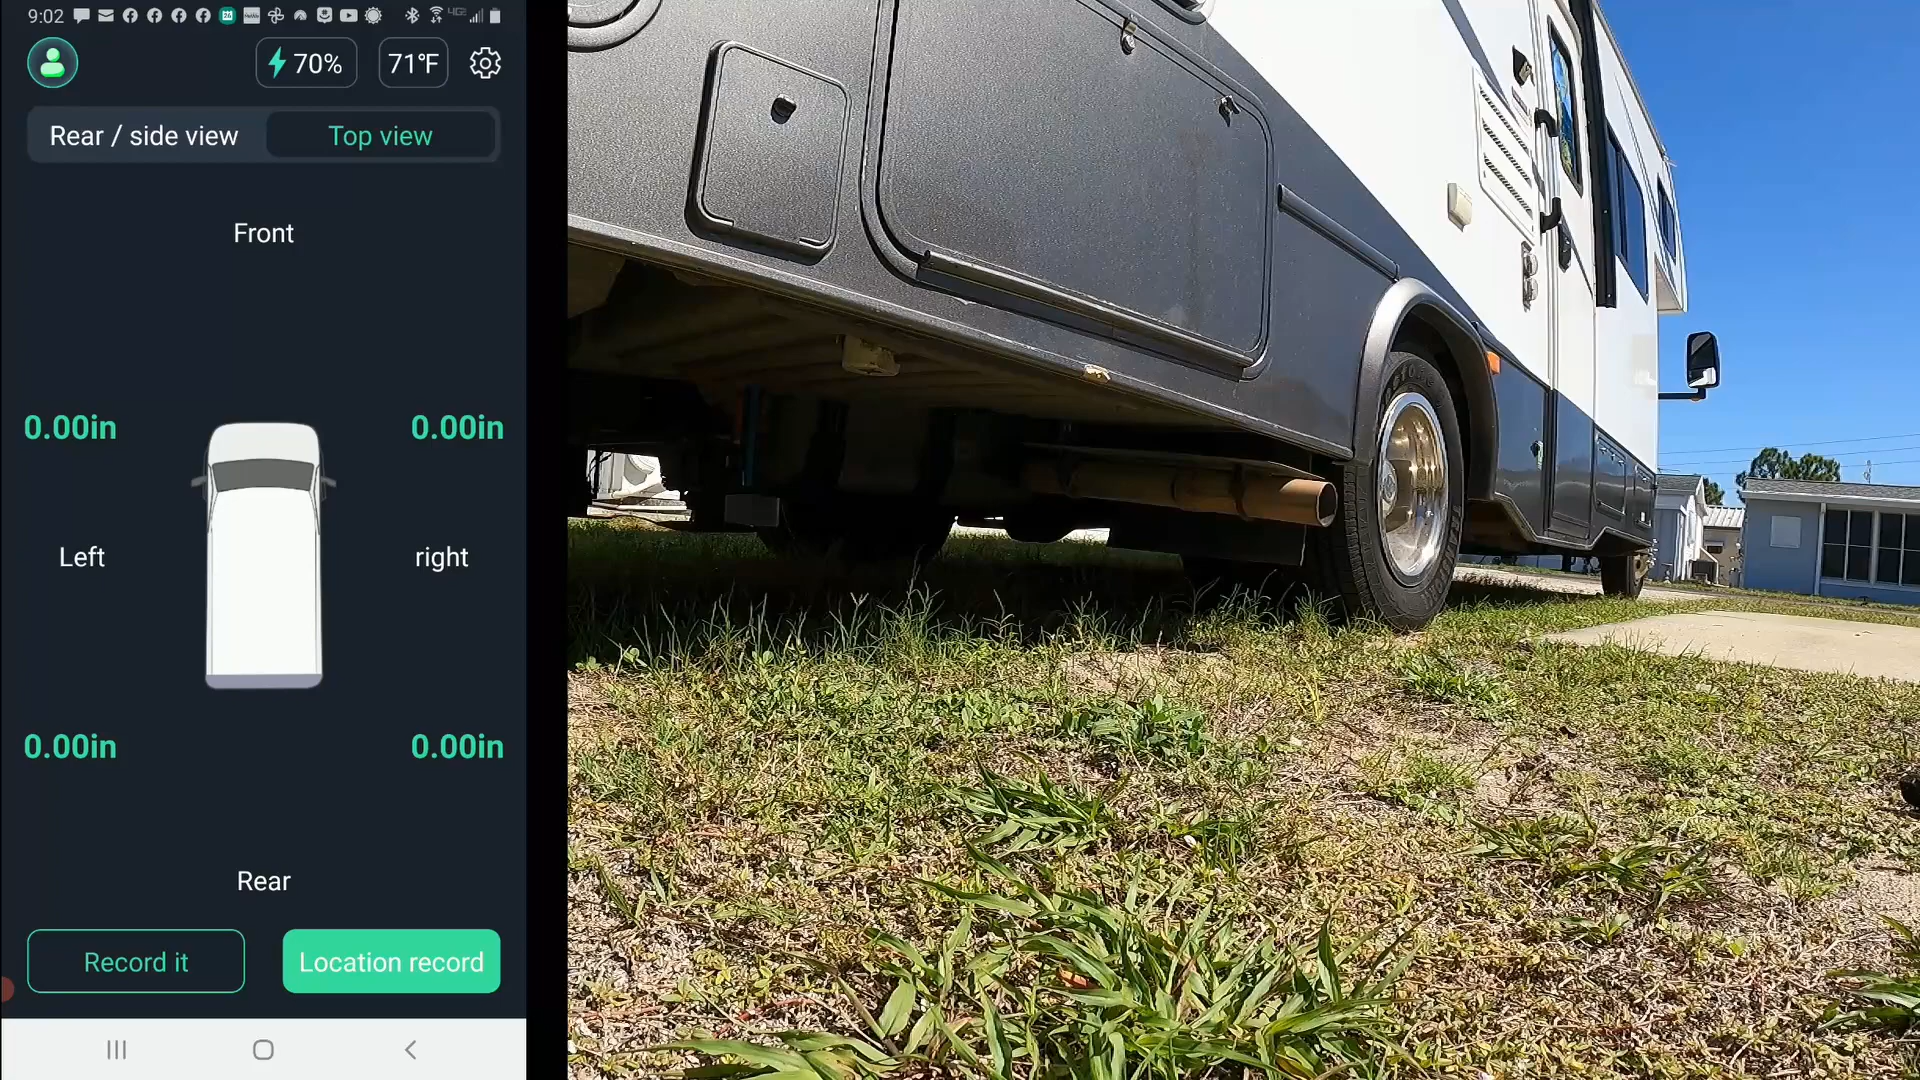 9:02
70%
71°F
Rear / side view
Top view
Front
0.00in
0.00in
Left
right
0.00in
0.00in
Rear
Record it
Location record